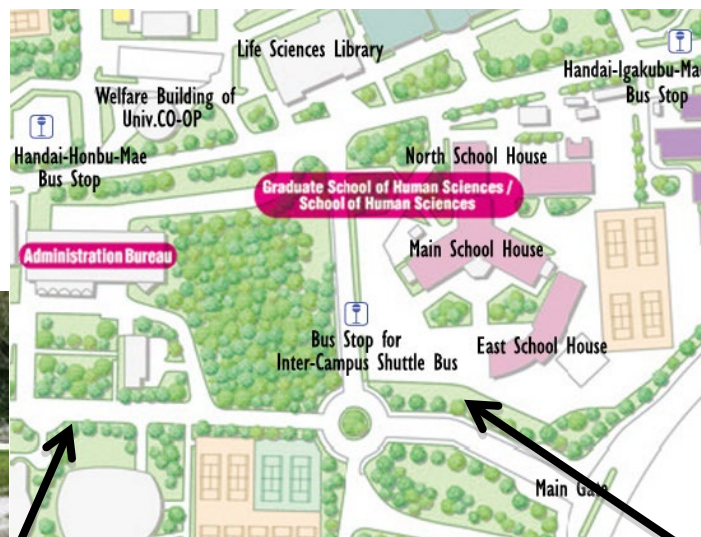 Life Sciences Library
Handai-Igakubu-Ma
Bus Stop
Welfare Building of
Univ.CO-OP
Handai-Honbu-Mae
Bus Stop
North School House
Graduate School of Human Sciences /
School of Human Sciences
Main School House
Administration Bureau
Bus Stop for
Inter-Campus Shuttle Bus
East School House
Main Gate